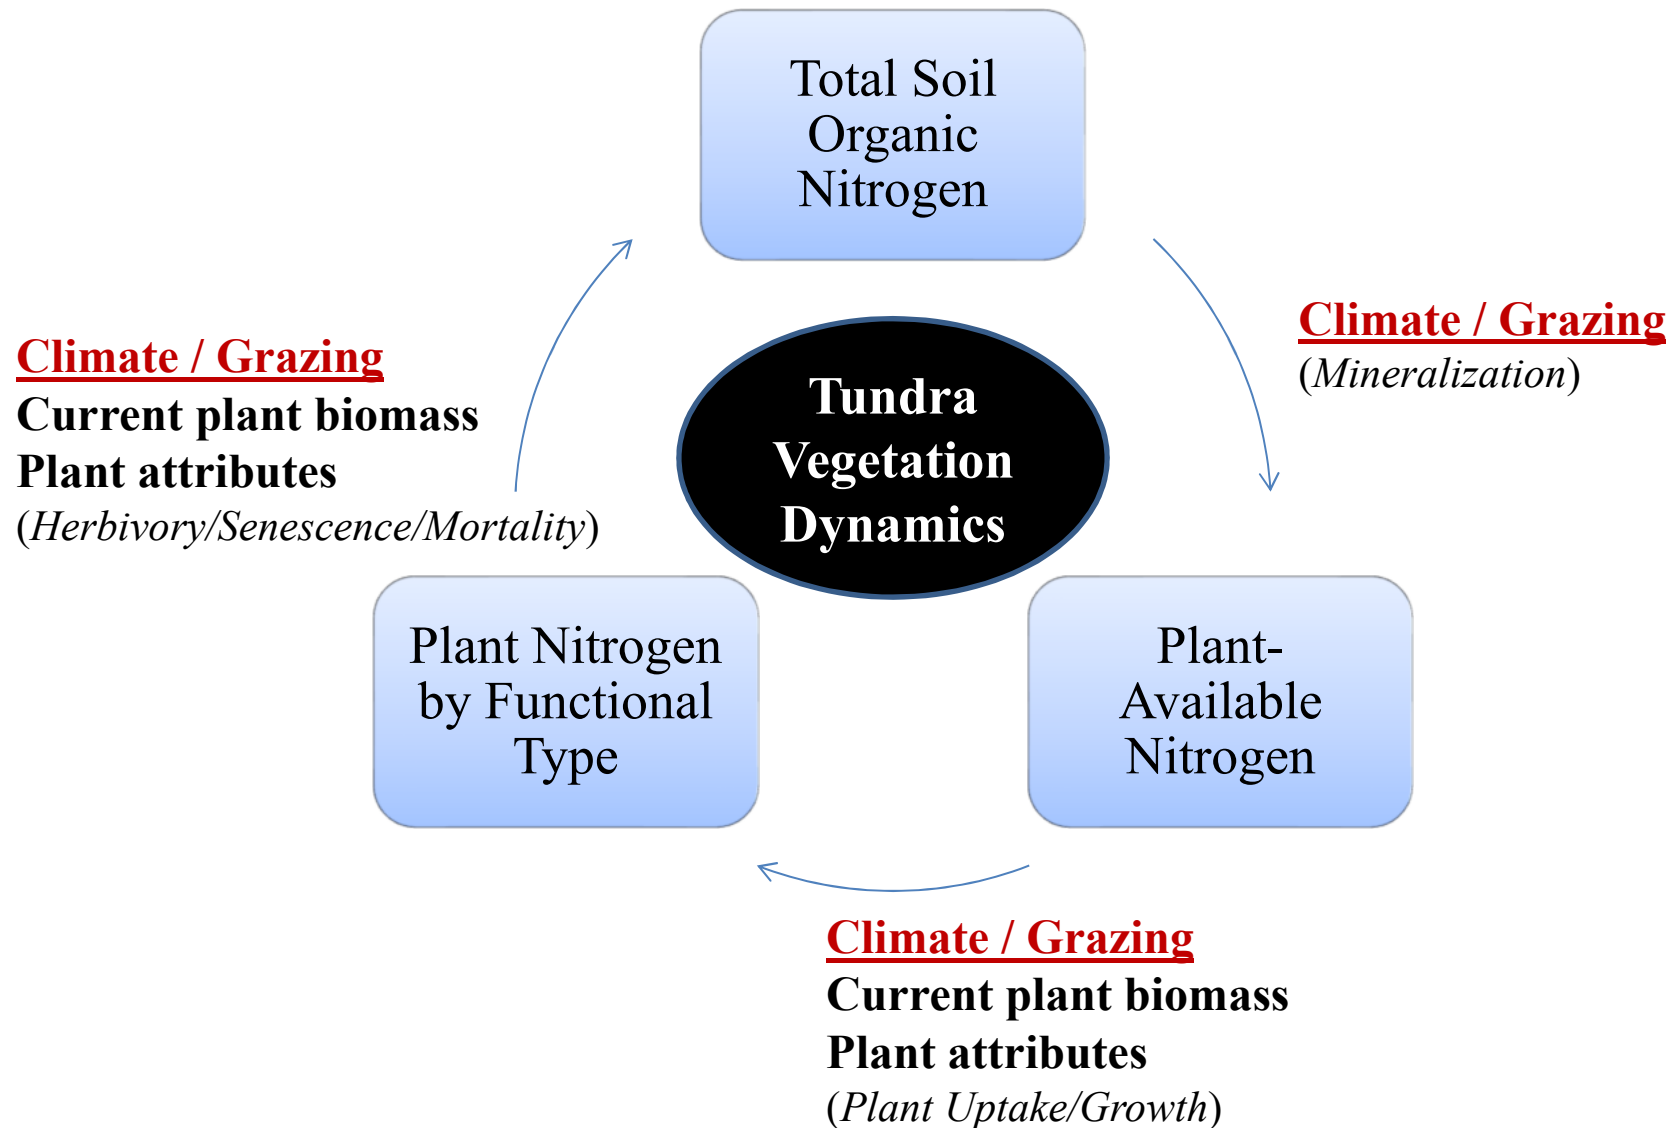 Total Soil
Organic
Nitrogen
Climate / Grazing
(Mineralization)
Climate / Grazing
Current plant biomass
Plant attributes
(Herbivory/Senescence/Mortality)
Tundra
Vegetation
Dynamics
Plant Nitrogen
by Functional
Type
Plant-
Available
Nitrogen
Climate / Grazing
Current plant biomass
Plant attributes
(Plant Uptake/Growth)